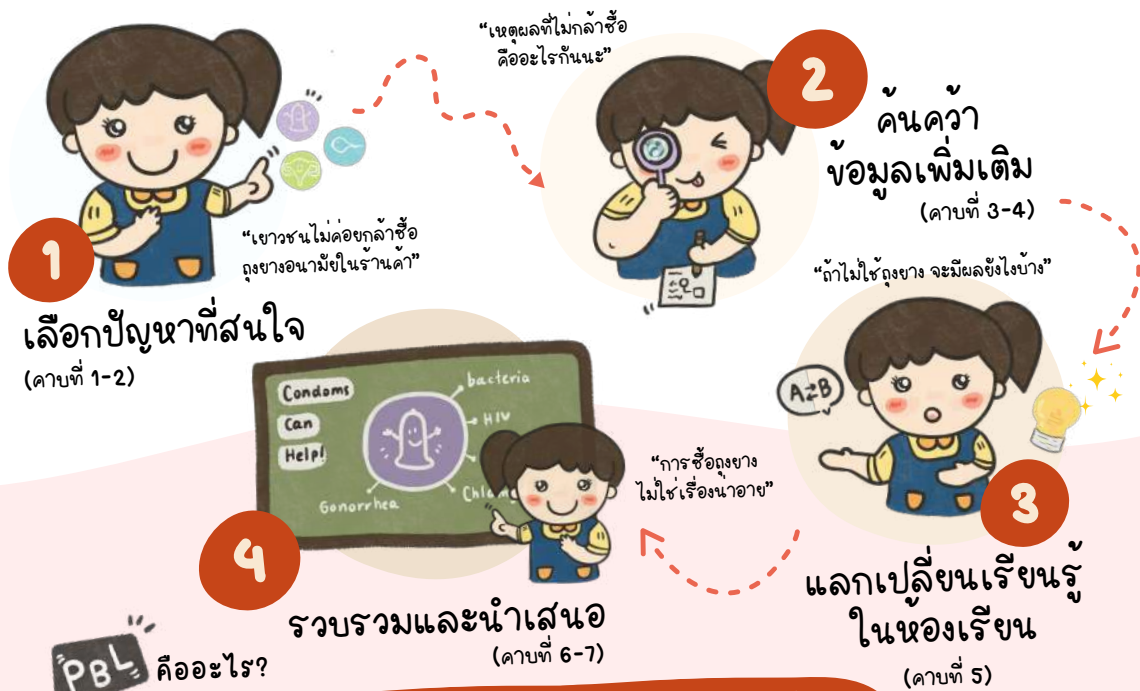 “เหตุผลที่ไม่กล้าซื้อ
คืออะไรกันนะ”
2
ค้นคว้า
ข้อมูลเพิ่มเติม
(คาบที่ 3-4)
1
“เยาวชนไม่ค่อยกล้าซื้อ
ถุงยางอนามัยในร้านค้า”
เลือกปัญหาที่สนใจ
(คาบที่ 1-2)
“ถ้าไม่ใช้ถุงยาง จะมีผลยังไงบ้าง”
A⇄B
3
แลกเปลี่ยนเรียนรู้
ในห้องเรียน
(คาบที่ 5)
Condoms
Can
Help!
bacteria
HIV
Gonorrhea
“การซื้อถุงยาง
ไม่ใช่เรื่องน่าอาย”
4
รวบรวมและนำเสนอ
(คาบที่ 6-7)
PBL คืออะไร?